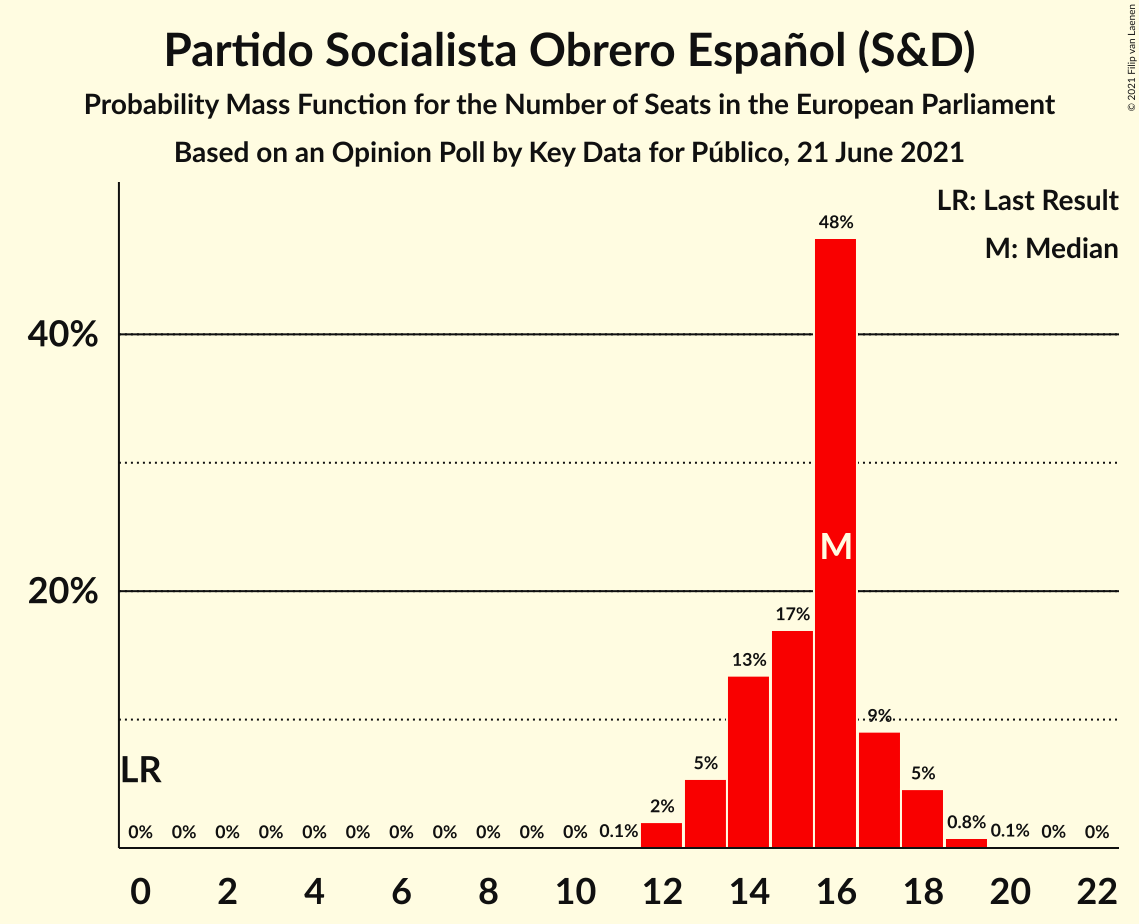 Partido Socialista Obrero Español (S&D)
Probability Mass Function for the Number of Seats in the European Parliament
Based on an Opinion Poll by Key Data for Público, 21 June 2021
© 2021 Filip van Laenen
LR: Last Result
M: Median
48%
40%
M
20%
17%
13%
9%
LR
5%
5%
2%
0% 0% 0% 0% 0% 0% 0% 0% 0% 0% 0% 0.1% 0.8% 0.1% 0% 0%
0 2 4 6 8 10 12 14 16 18 20 22